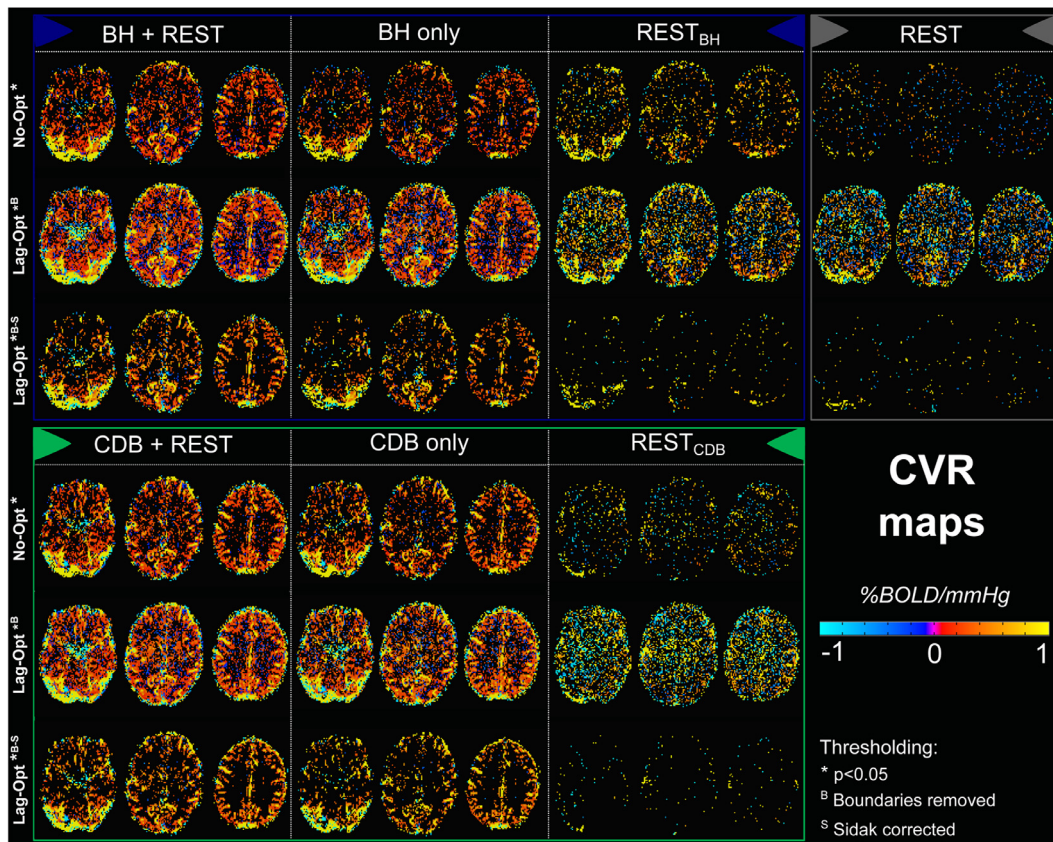 BH + REST BH only REST_BH REST
No-Opt*
Lag-Opt*B
Lag-Opt*B-S
CDB + REST CDB only REST_CDB
No-Opt*
Lag-Opt*B
Lag-Opt*B-S
CVR
maps
%BOLD/mmHg
-1 0 1
Thresholding:
* p<0.05
B Boundaries removed
S Sidak corrected